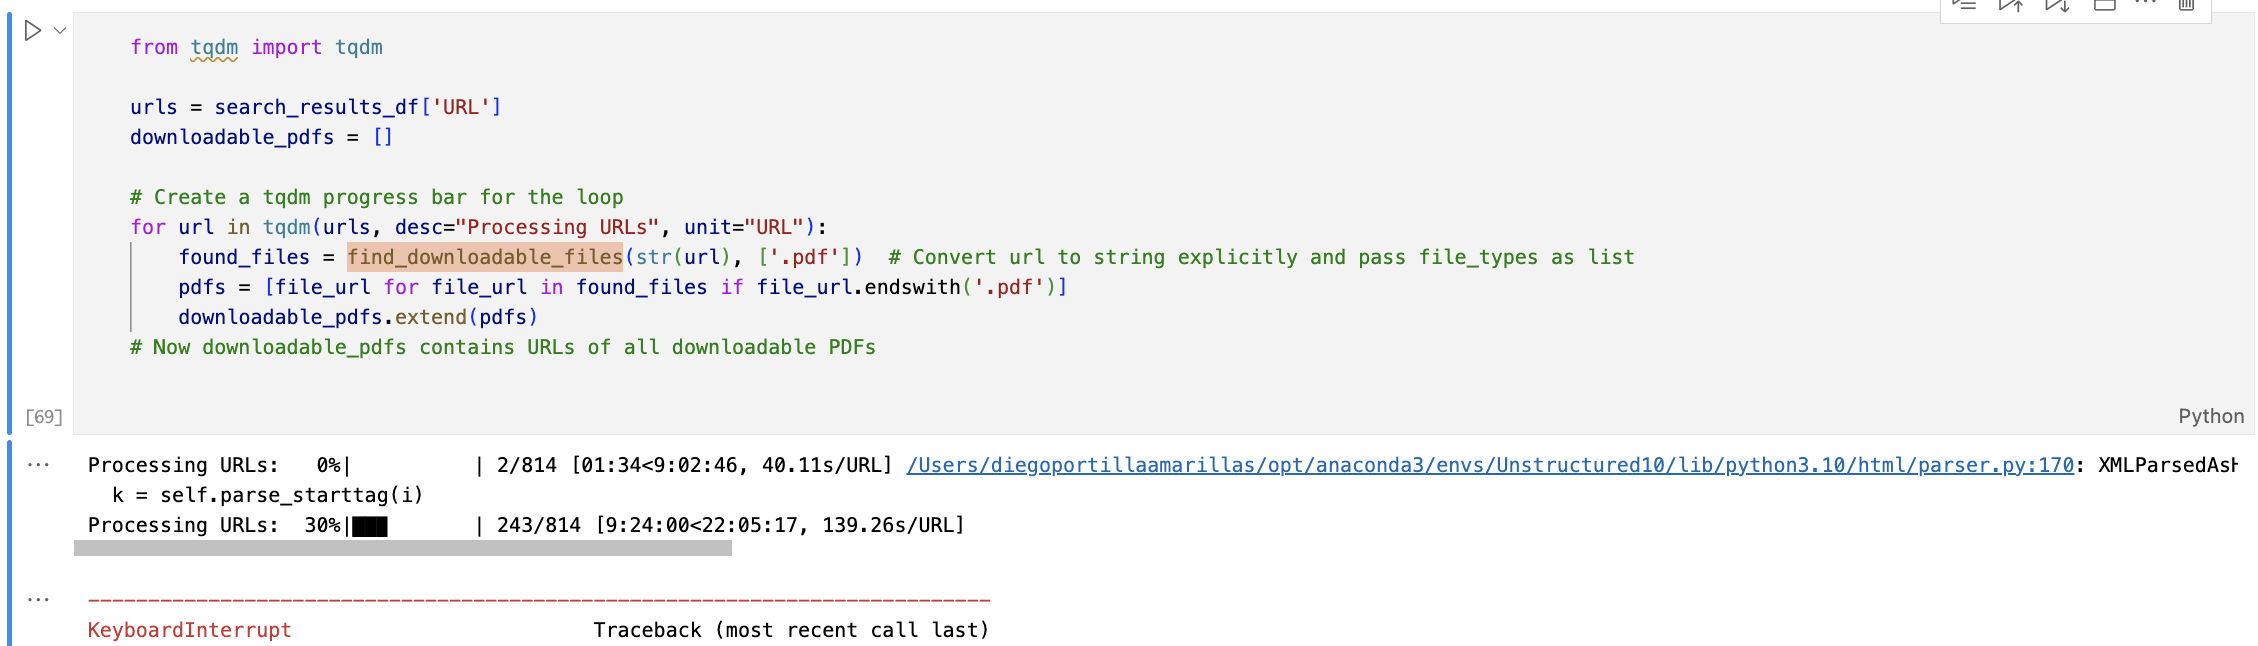 from tqdm import tqdm
urls = search_results_df['URL']
downloadable_pdfs = []
# Create a tqdm progress bar for the loop
for url in tqdm(urls, desc="Processing URLs", unit="URL"):
found_files = find_downloadable_files(str(url), ['.pdf'])  # Convert url to string explicitly and pass file_types as list
pdfs = [file_url for file_url in found_files if file_url.endswith('.pdf')]
downloadable_pdfs.extend(pdfs)
# Now downloadable_pdfs contains URLs of all downloadable PDFs
[69]
Python
Processing URLs:   0%|          | 2/814 [01:34<9:02:46, 40.11s/URL] /Users/diegoportillaamarillas/opt/anaconda3/envs/Unstructured10/lib/python3.10/html/parser.py:170: XMLParsedAs
k = self.parse_starttag(i)
Processing URLs:  30%|███       | 243/814 [9:24:00<22:05:17, 139.26s/URL]
---------------------------------------------------------------------------
KeyboardInterrupt                         Traceback (most recent call last)